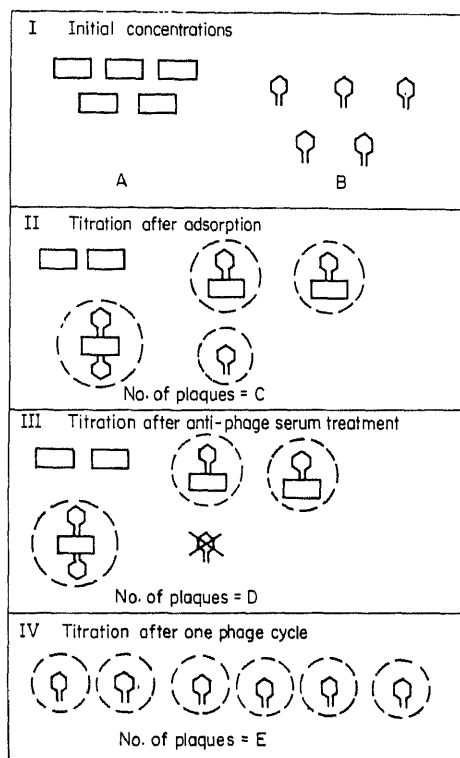 I Initial concentrations
A
B
II Titration after adsorption
No. of plaques = C
III Titration after anti-phage serum treatment
No. of plaques = D
IV Titration after one phage cycle
No. of plaques = E